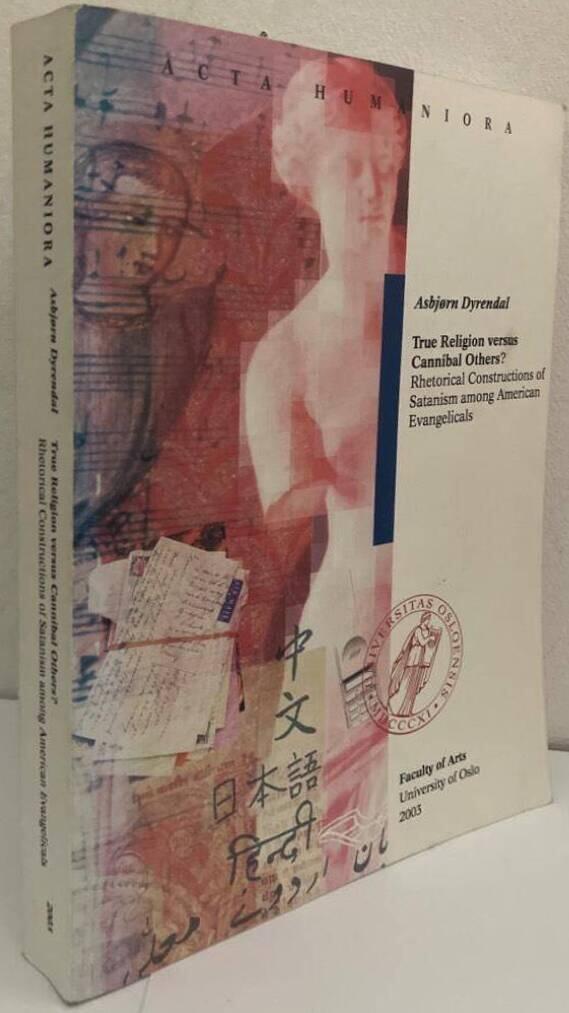 ACTA HUMANIORA
Asbjørn Dyrendal
True Religion versus
Cannibal Others?
Rhetorical Constructions of
Satanism among American
Evangelicals
中
文
日本語
हिन्दी
UNIVERSITAS OSLOENSIS
MDCCCXI
Faculty of Arts
University of Oslo
2003
ACTA HUMANIORA Asbjørn Dyrendal True Religion versus Cannibal Others? 2003
Rhetorical Constructions of Satanism among American Evangelicals